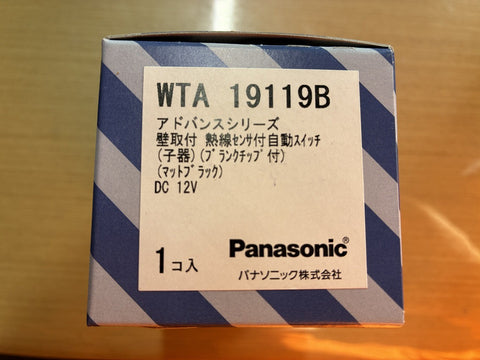 WTA 19119B
アドバンスシリーズ
壁取付 熱線センサ付自動スイッチ
(子器)(ブランクチップ付)
(マットブラック)
DC 12V
1コ入
Panasonic®
パナソニック株式会社